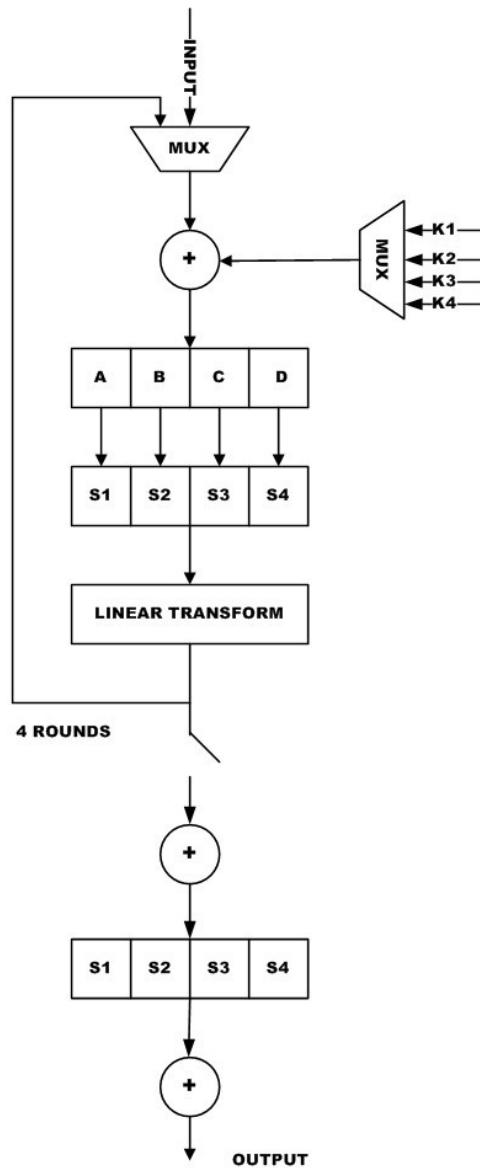 INPUT
MUX
+
MUX
K1
K2
K3
K4
A B C D
S1 S2 S3 S4
LINEAR TRANSFORM
4 ROUNDS
+
S1 S2 S3 S4
+
OUTPUT